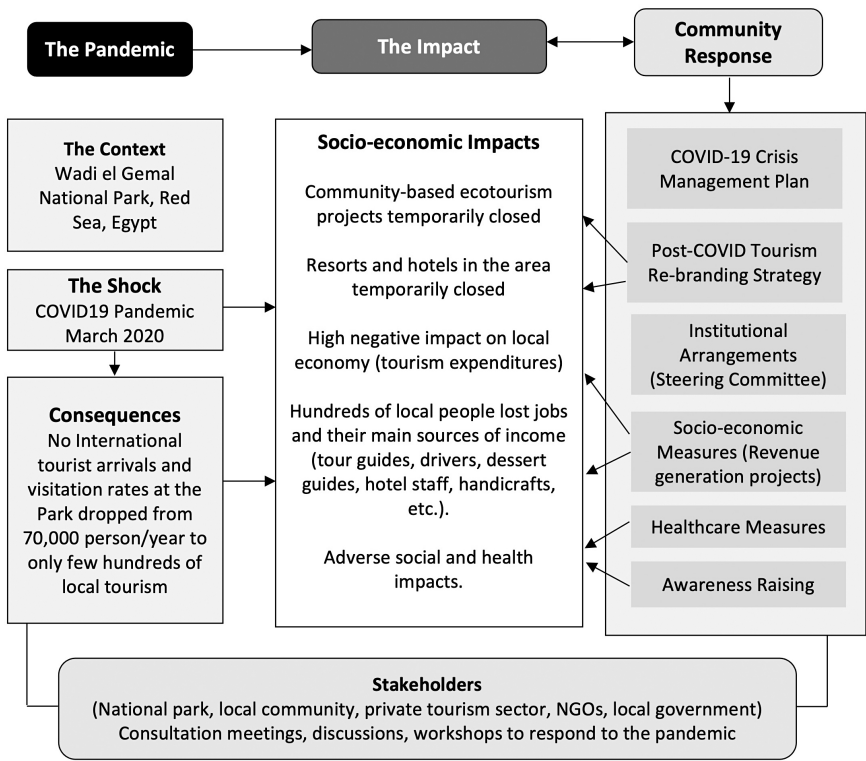 The Pandemic
The Impact
Community
Response
The Context
Wadi el Gemal
National Park, Red
Sea, Egypt
The Shock
COVID19 Pandemic
March 2020
Consequences
No International
tourist arrivals and
visitation rates at the
Park dropped from
70,000 person/year to
only few hundreds of
local tourism
Socio-economic Impacts
Community-based ecotourism
projects temporarily closed
Resorts and hotels in the area
temporarily closed
High negative impact on local
economy (tourism expenditures)
Hundreds of local people lost jobs
and their main sources of income
(tour guides, drivers, dessert
guides, hotel staff, handicrafts,
etc.).
Adverse social and health
impacts.
COVID-19 Crisis
Management Plan
Post-COVID Tourism
Re-branding Strategy
Institutional
Arrangements
(Steering Committee)
Socio-economic
Measures (Revenue
generation projects)
Healthcare Measures
Awareness Raising
Stakeholders
(National park, local community, private tourism sector, NGOs, local government)
Consultation meetings, discussions, workshops to respond to the pandemic